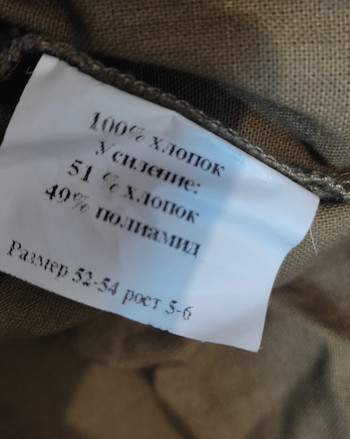 100% хлопок
Усиление:
51 % хлопок
49% полиамид
Размер 52-54 рост 5-6